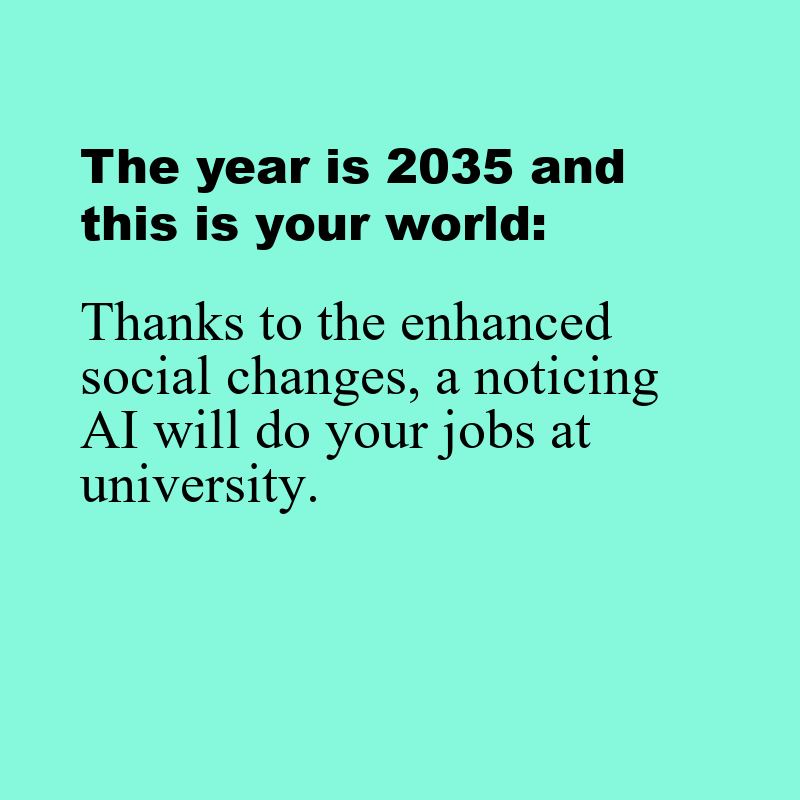 The year is 2035 and
this is your world:
Thanks to the enhanced
social changes, a noticing
AI will do your jobs at
university.